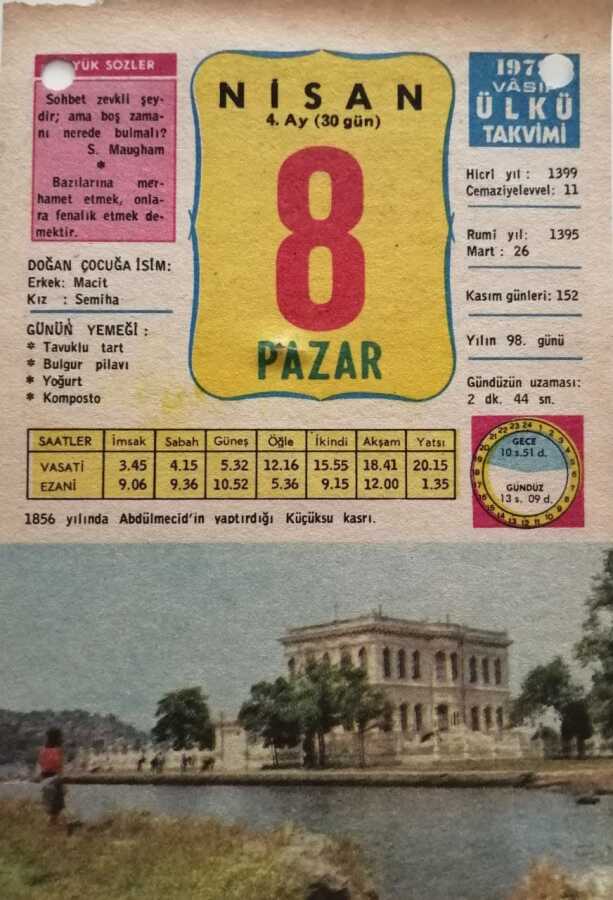 YÜK SÖZLER
Sohbet zevkli şey-
dir; ama boş zama-
nı nerede bulmalı?
S. Maugham
*
Bazılarına mer-
hamet etmek, onla-
ra fenalık etmek de-
mektir.
DOĞAN ÇOCUĞA İSİM:
Erkek: Macit
Kız : Semiha
GÜNÜN YEMEĞİ :
* Tavuklu tart
* Bulgur pilavı
* Yoğurt
* Komposto
NİSAN
4. Ay (30 gün)
8
PAZAR
197
VÂSIF
ÜLKÜ
TAKVİMİ
Hicrî yıl : 1399
Cemaziyelevvel: 11
Rumî yıl: 1395
Mart : 26
Kasım günleri: 152
Yılın 98. günü
Gündüzün uzaması:
2 dk. 44 sn.
SAATLER İmsak Sabah Güneş Öğle İkindi Akşam Yatsı
VASATİ 3.45 4.15 5.32 12.16 15.55 18.41 20.15
EZANİ 9.06 9.36 10.52 5.36 9.15 12.00 1.35
GECE
10 s.51 d.
GÜNDÜZ
13 s. 09 d.
1856 yılında Abdülmecid'in yaptırdığı Küçüksu kasrı.